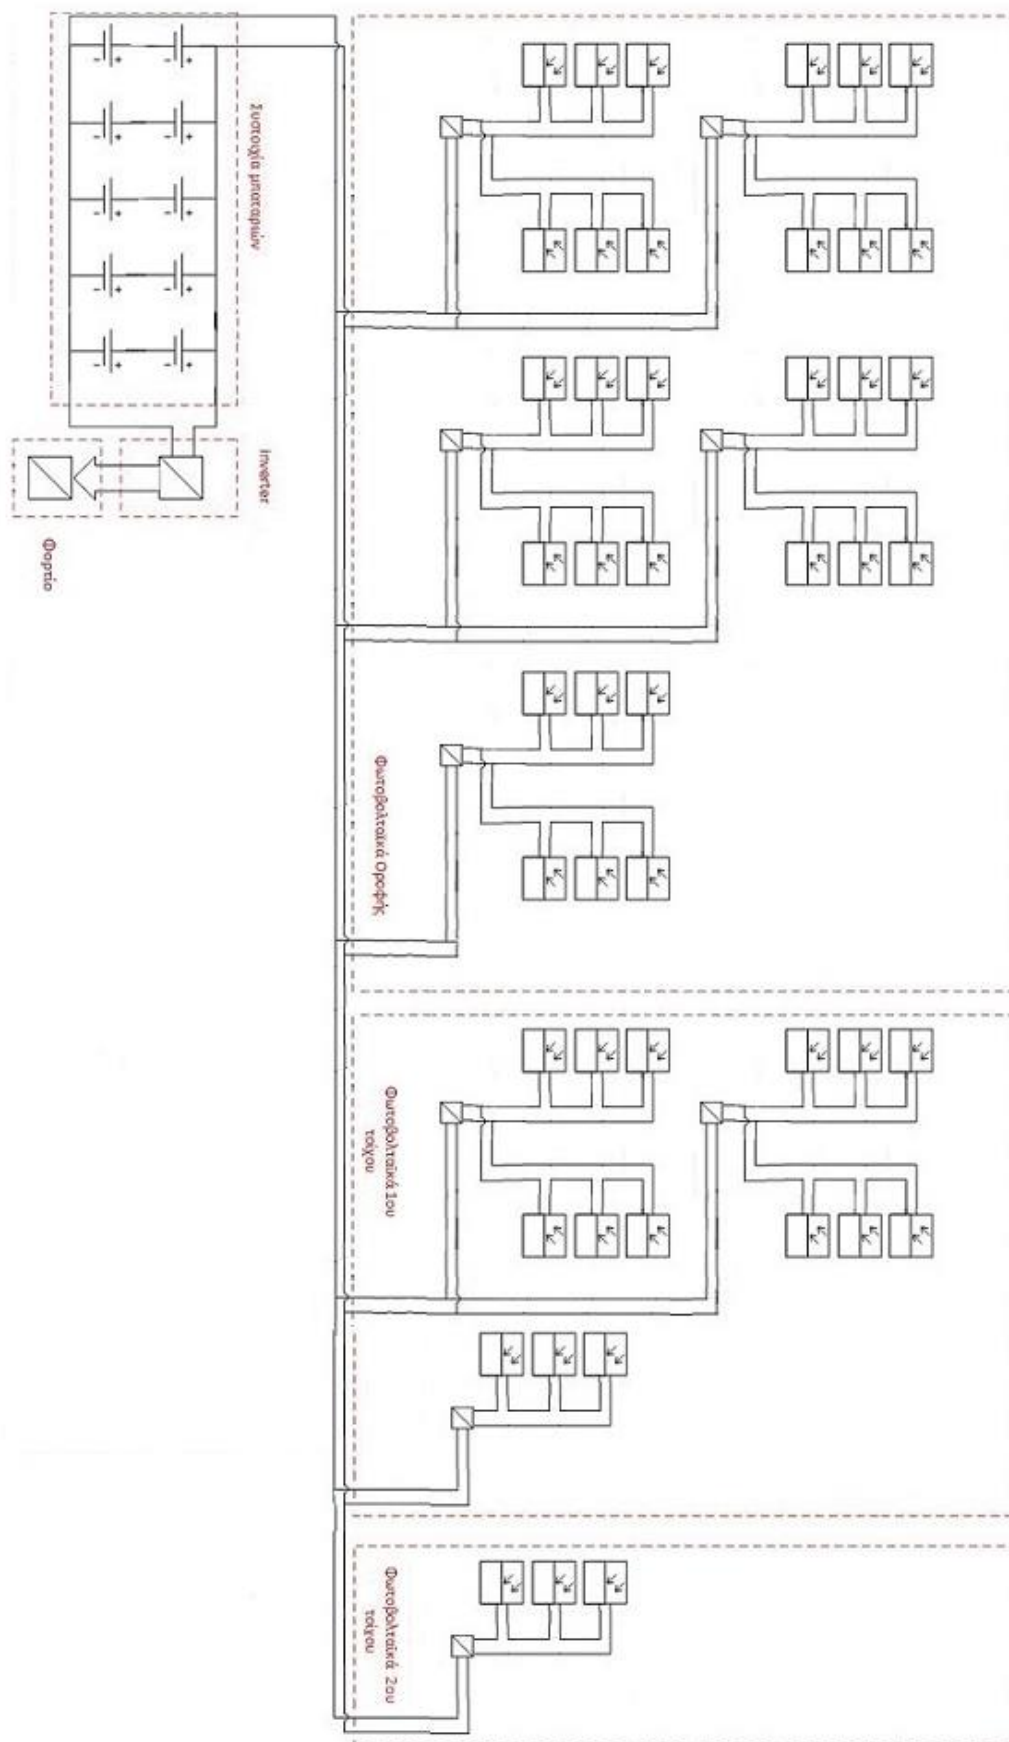 Συστοιχία μπαταριών
inverter
Φορτίο
Φωτοβολταϊκά Οροφής
Φωτοβολταϊκά 1ου
τοίχου
Φωτοβολταϊκά 2ου
τοίχου